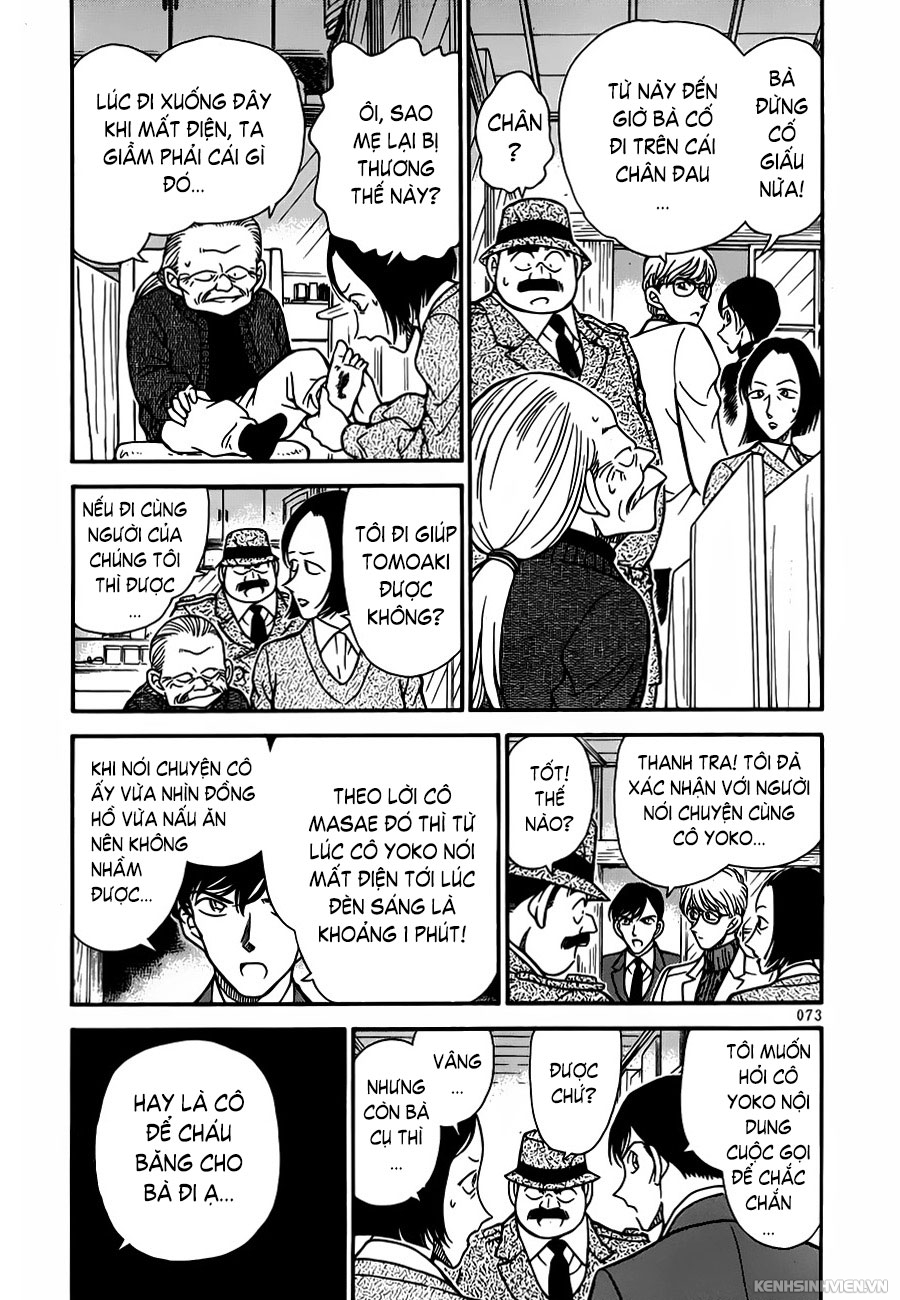 BÀ
ĐỪNG
CỐ
GIẤU
NỮA!
TỪ NÀY ĐẾN
GIỜ BÀ CỐ
ĐI TRÊN CÁI
CHÂN ĐAU
...
CHÂN
?
ÔI, SAO
MẸ LẠI BỊ
THƯƠNG
THẾ NÀY?
LÚC ĐI XUỐNG ĐÂY
KHI MẤT ĐIỆN, TA
GIẪM PHẢI CÁI GÌ
ĐÓ...
TÔI ĐI GIÚP
TOMOAKI
ĐƯỢC
KHÔNG?
NẾU ĐI CÙNG
NGƯỜI CỦA
CHÚNG TÔI
THÌ ĐƯỢC
...
THANH TRA! TÔI ĐÃ
XÁC NHẬN VỚI NGƯỜI
NÓI CHUYỆN CÙNG
CÔ YOKO...
TỐT!
THẾ
NÀO?
THEO LỜI CÔ
MASAE ĐÓ THÌ TỪ
LÚC CÔ YOKO NÓI
MẤT ĐIỆN TỚI LÚC
ĐÈN SÁNG LÀ
KHOẢNG 1 PHÚT!
KHI NÓI CHUYỆN CÔ
ẤY VỪA NHÌN ĐỒNG
HỒ VỪA NẤU ĂN
NÊN KHÔNG
NHẦM
ĐƯỢC...
073
TÔI MUỐN
HỎI CÔ
YOKO NỘI
DUNG
CUỘC GỌI
ĐỂ CHẮC
CHẮN
...
ĐƯỢC
CHỨ?
VÂNG
...
NHƯNG
CÒN BÀ
CỤ THÌ
...
HAY LÀ CÔ
ĐỂ CHÁU
BĂNG CHO
BÀ ĐI Ạ...
KENHSINHVIEN.VN